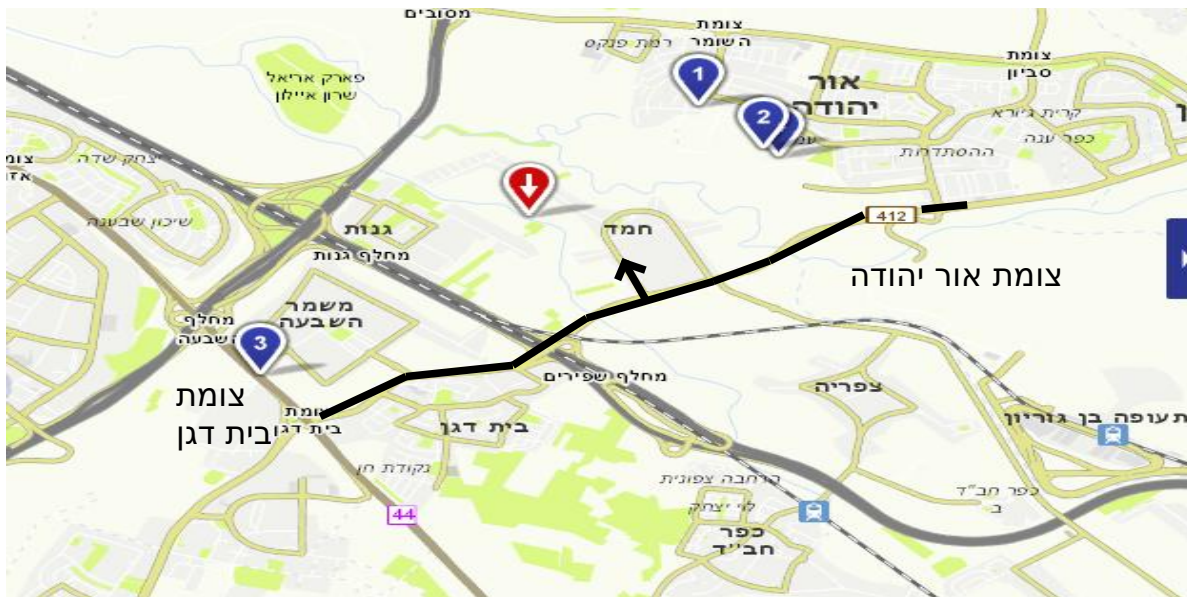 מסובים
צומת
השומר
רמת פנקס
צומת
סביון
פארק אריאל
שרון איילון
1
אור
יהודה
2
קרית גיורא
כפר ענה
ההסתדרות
יצחק שדה
שיכון שבעננה
412
גנות
חמד
מחלף גנות
צומת אור יהודה
משמר
השבעה
מחלף
השבעה
3
מחלף שפירים
צפריה
צומת
בית דגן
צומת
בית דגן
בית דגן
תעופה בן גוריון
נקודת חן
הרחבה צפונית
לוי יצחק
כפר חב"ד
ב
44
כפר
חב"ד